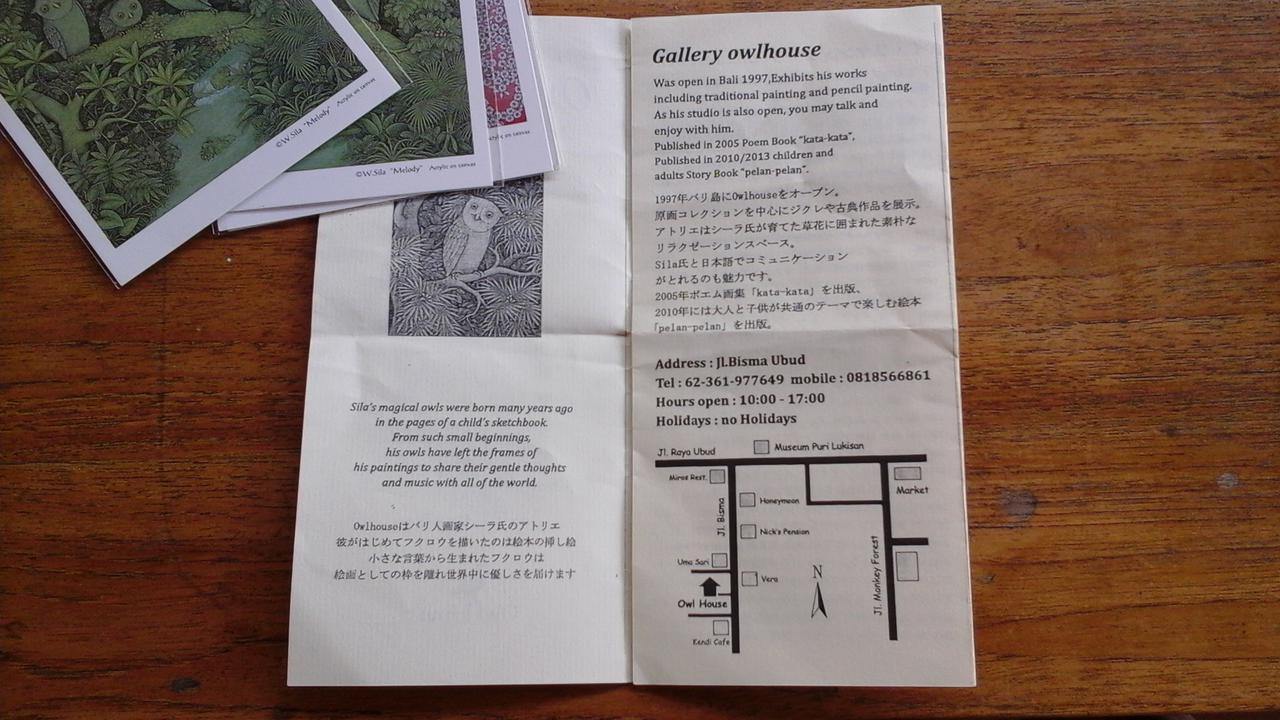 ©W.Sila "Melody" Acrylic on canvas
©W.Sila "Melody" Acrylic on canvas
on canvas
Sila's magical owls were born many years ago
in the pages of a child's sketchbook.
From such small beginnings,
his owls have left the frames of
his paintings to share their gentle thoughts
and music with all of the world.
Owlhouseはバリ人画家シーラ氏のアトリエ
彼がはじめてフクロウを描いたのは絵本の挿し絵
小さな言葉から生まれたフクロウは
絵画としての枠を離れ世界中に優しさを届けます
Gallery owlhouse
Was open in Bali 1997,Exhibits his works
including traditional painting and pencil painting.
As his studio is also open, you may talk and
enjoy with him.
Published in 2005 Poem Book "kata-kata",
Published in 2010/2013 children and
adults Story Book "pelan-pelan".
1997年バリ島にOwlhouseをオープン。
原画コレクションを中心にジクレや古典作品を展示。
アトリエはシーラ氏が育てた草花に囲まれた素朴な
リラクゼーションスペース。
Sila氏と日本語でコミュニケーション
がとれるのも魅力です。
2005年ポエム画集「kata-kata」を出版、
2010年には大人と子供が共通のテーマで楽しむ絵本
「pelan-pelan」を出版。
Address : Jl.Bisma Ubud
Tel : 62-361-977649 mobile : 0818566861
Hours open : 10:00 - 17:00
Holidays : no Holidays
Jl. Raya Ubud
Museum Puri Lukisan
Miros Rest.
Market
Honeymoon
Jl. Bisma
Nick's Pension
Uma Sari
Vera
N
Jl. Monkey Forest
Owl House
Kendi Cafe